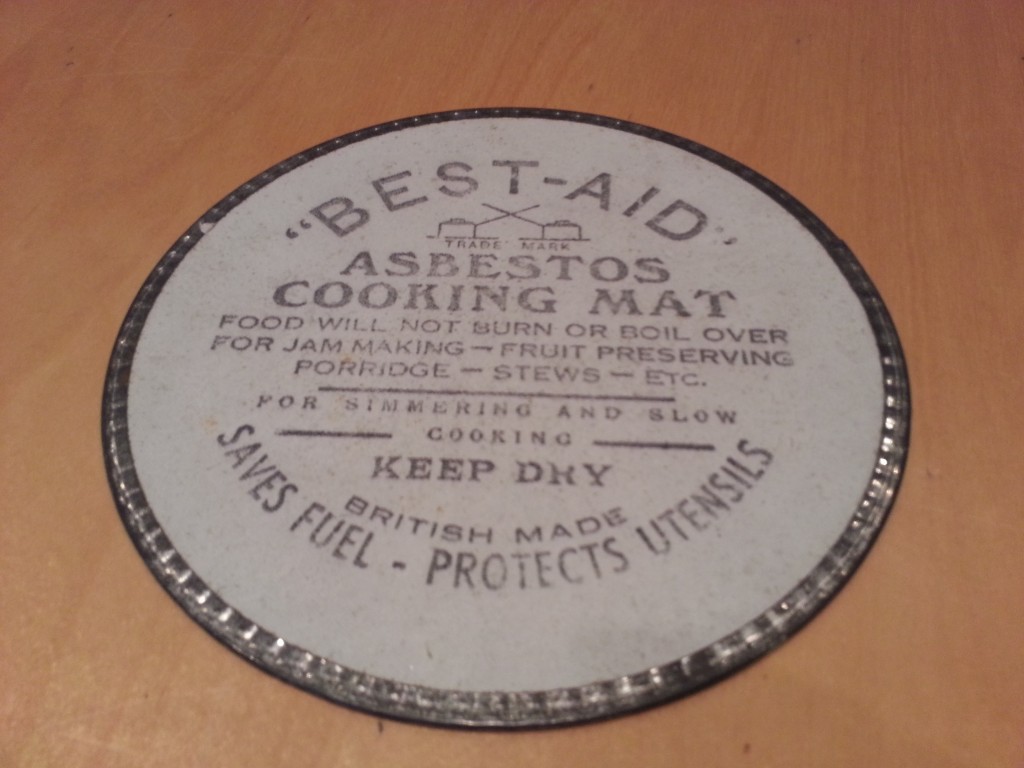 "BEST-AID"
TRADE MARK
ASBESTOS
COOKING MAT
FOOD WILL NOT BURN OR BOIL OVER
FOR JAM MAKING - FRUIT PRESERVING
PORRIDGE - STEWS - ETC.
FOR SIMMERING AND SLOW
COOKING
KEEP DRY
BRITISH MADE
SAVES FUEL - PROTECTS UTENSILS